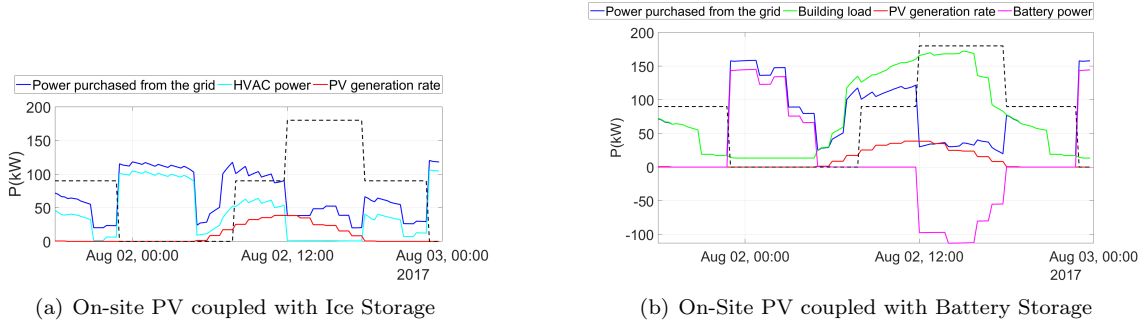 Power purchased from the grid HVAC power PV generation rate
200
150
100
50
0
P(kW)
Aug 02, 00:00 Aug 02, 12:00 Aug 03, 00:00
2017
(a) On-site PV coupled with Ice Storage
Power purchased from the grid Building load PV generation rate Battery power
200
150
100
50
0
-50
-100
P(kW)
Aug 02, 00:00 Aug 02, 12:00 Aug 03, 00:00
2017
(b) On-Site PV coupled with Battery Storage